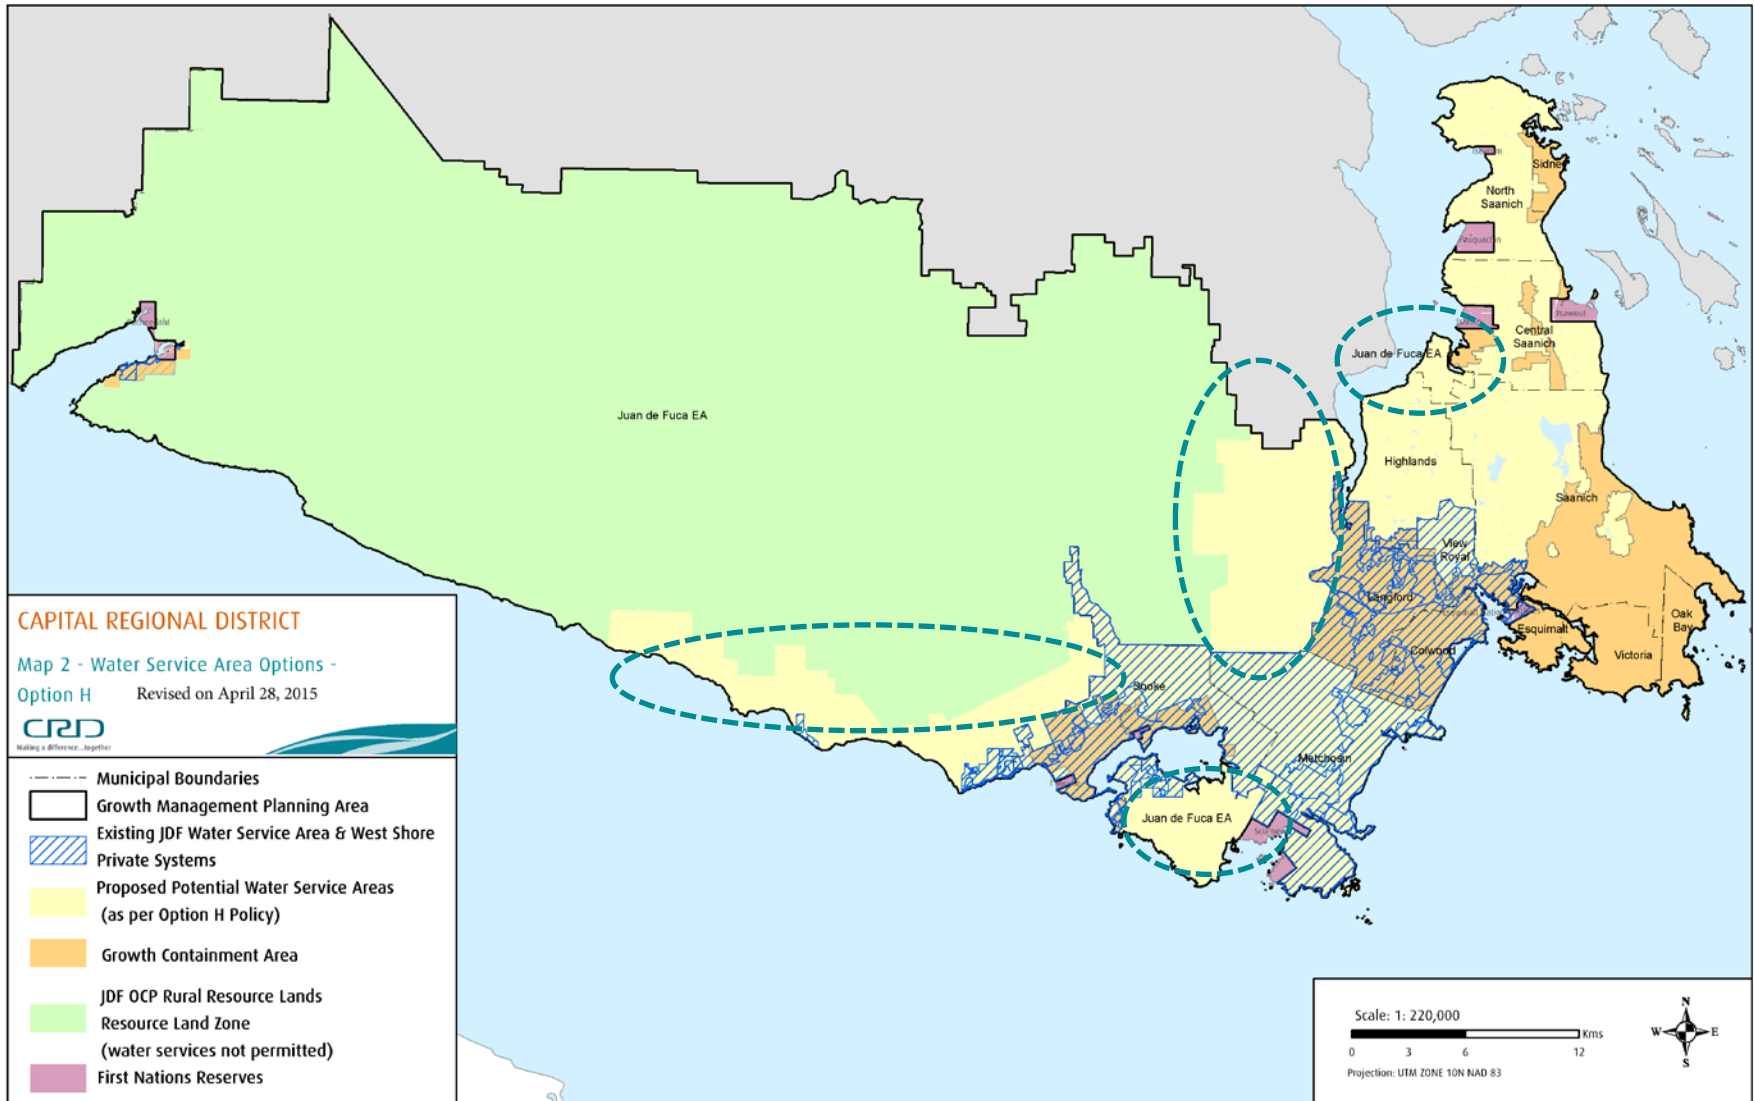 Sidney
North
Saanich
Tsawout
Central
Saanich
Juan de Fuca EA
Juan de Fuca EA
Highlands
Saanich
View
Royal
Langford
Oak
Bay
Esquimalt
Colwood
Victoria
Sooke
Metchosin
Juan de Fuca EA
CAPITAL REGIONAL DISTRICT
Map 2 - Water Service Area Options -
Option H Revised on April 28, 2015
CRD
Making a difference...together
Municipal Boundaries
Growth Management Planning Area
Existing JDF Water Service Area & West Shore
Private Systems
Proposed Potential Water Service Areas
(as per Option H Policy)
Growth Containment Area
JDF OCP Rural Resource Lands
Resource Land Zone
(water services not permitted)
First Nations Reserves
Scale: 1: 220,000
Kms
0 3 6 12
Projection: UTM ZONE 10N NAD 83
N
W E
S